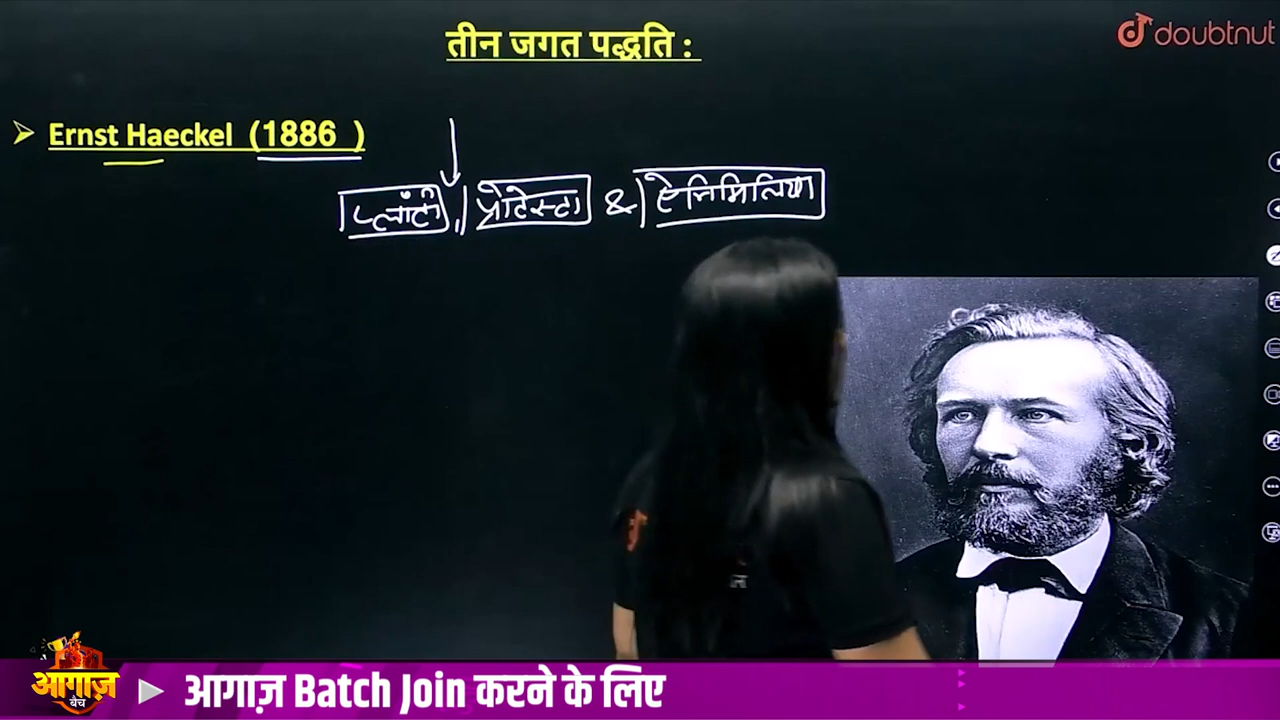 तीन जगत पद्धति :
doubtnut
➢ Ernst Haeckel (1886 )
प्लांटी, प्रोटिस्टा & ऐनिमिलिया
आगाज़
बैच
आगाज़ Batch Join करने के लिए